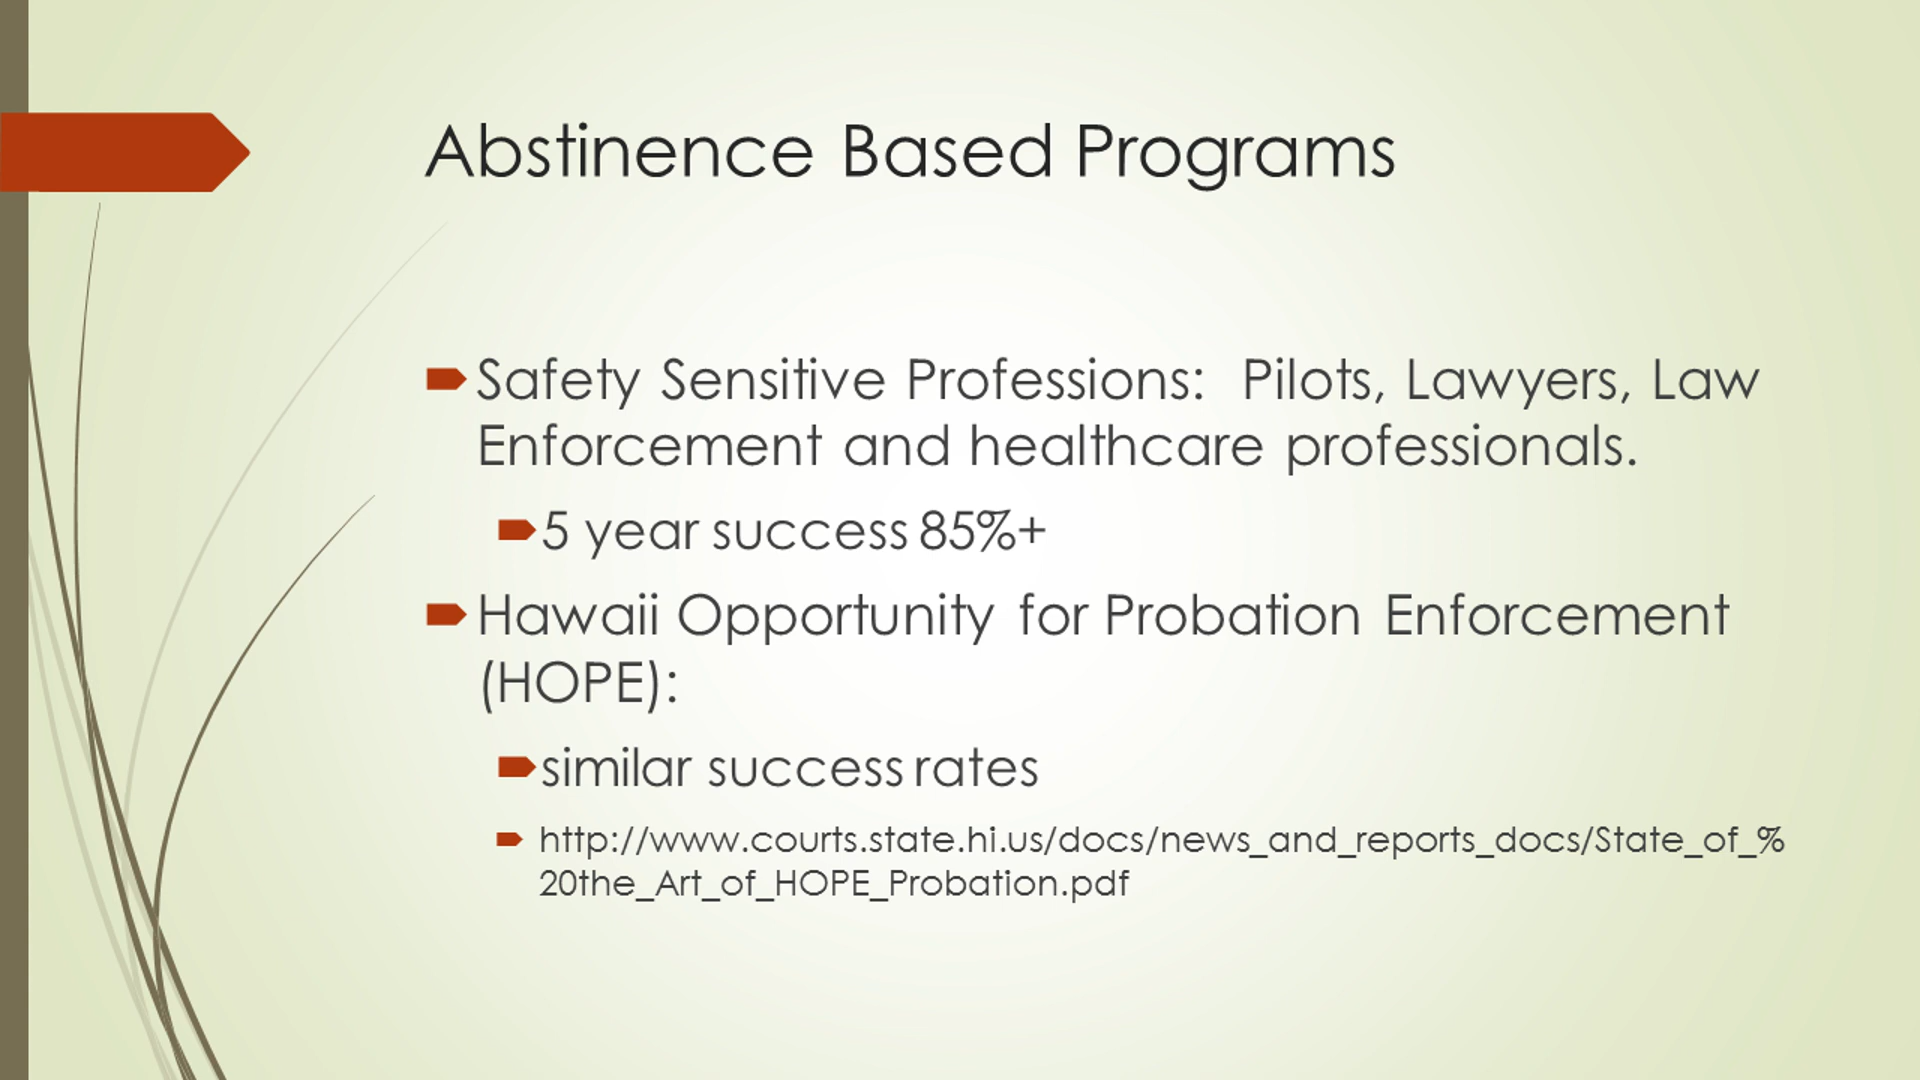 Abstinence Based Programs
Safety Sensitive Professions: Pilots, Lawyers, Law
Enforcement and healthcare professionals.
5 year success 85%+
Hawaii Opportunity for Probation Enforcement
(HOPE):
similar success rates
http://www.courts.state.hi.us/docs/news_and_reports_docs/State_of_%
20the_Art_of_HOPE_Probation.pdf